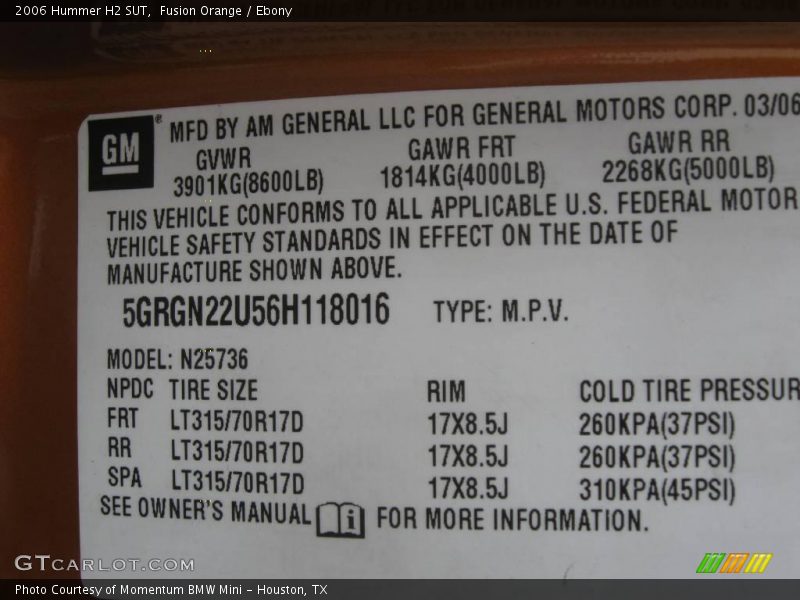 2006 Hummer H2 SUT, Fusion Orange / Ebony
GM ® MFD BY AM GENERAL LLC FOR GENERAL MOTORS CORP. 03/06
GVWR GAWR FRT GAWR RR
3901KG(8600LB) 1814KG(4000LB) 2268KG(5000LB)
THIS VEHICLE CONFORMS TO ALL APPLICABLE U.S. FEDERAL MOTOR
VEHICLE SAFETY STANDARDS IN EFFECT ON THE DATE OF
MANUFACTURE SHOWN ABOVE.
5GRGN22U56H118016 TYPE: M.P.V.
MODEL: N25736
NPDC TIRE SIZE RIM COLD TIRE PRESSUR
FRT LT315/70R17D 17X8.5J 260KPA(37PSI)
RR LT315/70R17D 17X8.5J 260KPA(37PSI)
SPA LT315/70R17D 17X8.5J 310KPA(45PSI)
SEE OWNER'S MANUAL i FOR MORE INFORMATION.
GTCARLOT.COM
Photo Courtesy of Momentum BMW Mini - Houston, TX